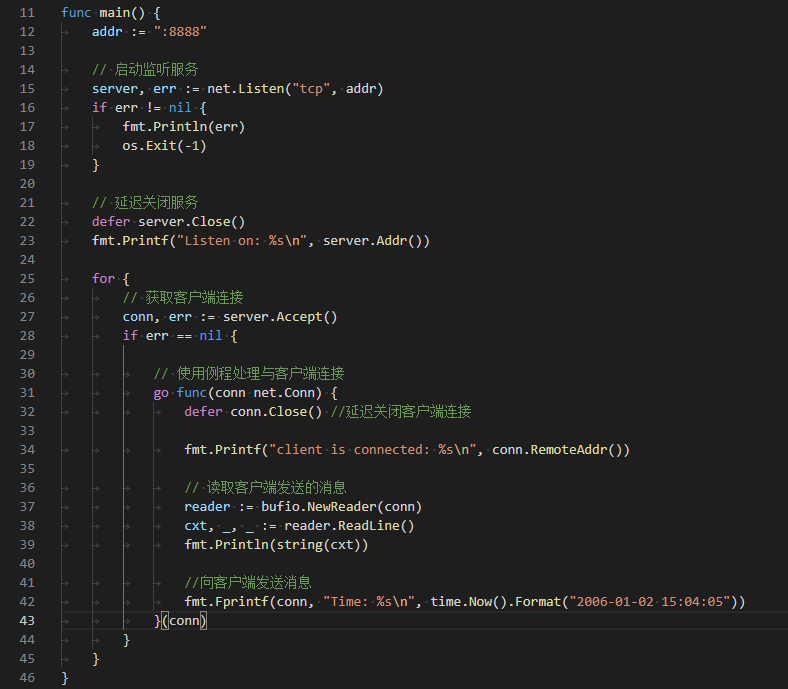 11 func main() {
12 addr := ":8888"
13
14 // 启动监听服务
15 server, err := net.Listen("tcp", addr)
16 if err != nil {
17 fmt.Println(err)
18 os.Exit(-1)
19 }
20
21 // 延迟关闭服务
22 defer server.Close()
23 fmt.Printf("Listen on: %s\n", server.Addr())
24
25 for {
26 // 获取客户端连接
27 conn, err := server.Accept()
28 if err == nil {
29
30 // 使用例程处理与客户端连接
31 go func(conn net.Conn) {
32 defer conn.Close() //延迟关闭客户端连接
33
34 fmt.Printf("client is connected: %s\n", conn.RemoteAddr())
35
36 // 读取客户端发送的消息
37 reader := bufio.NewReader(conn)
38 cxt, _, _ := reader.ReadLine()
39 fmt.Println(string(cxt))
40
41 //向客户端发送消息
42 fmt.Fprintf(conn, "Time: %s\n", time.Now().Format("2006-01-02 15:04:05"))
43 }(conn)
44 }
45 }
46 }